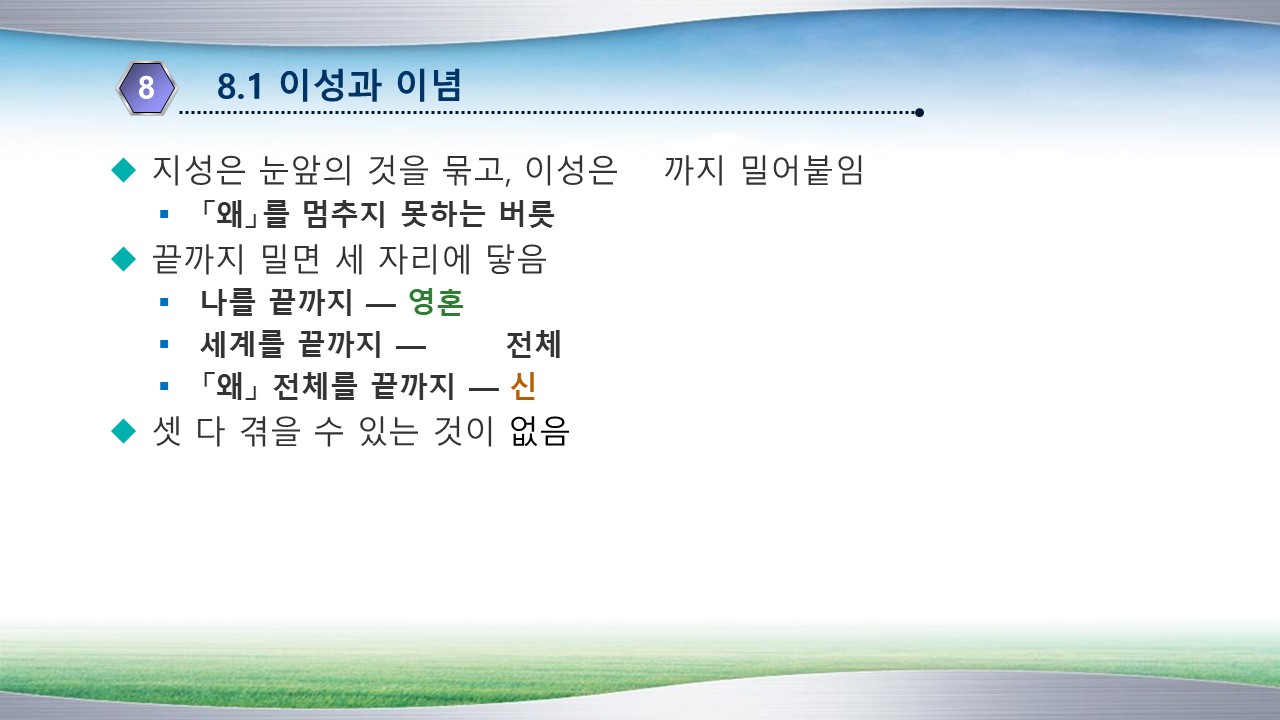 8 8.1 이성과 이념
지성은 눈앞의 것을 묶고, 이성은 까지 밀어붙임
「왜」를 멈추지 못하는 버릇
끝까지 밀면 세 자리에 닿음
나를 끝까지 — 영혼
세계를 끝까지 — 전체
「왜」 전체를 끝까지 — 신
셋 다 겪을 수 있는 것이 없음